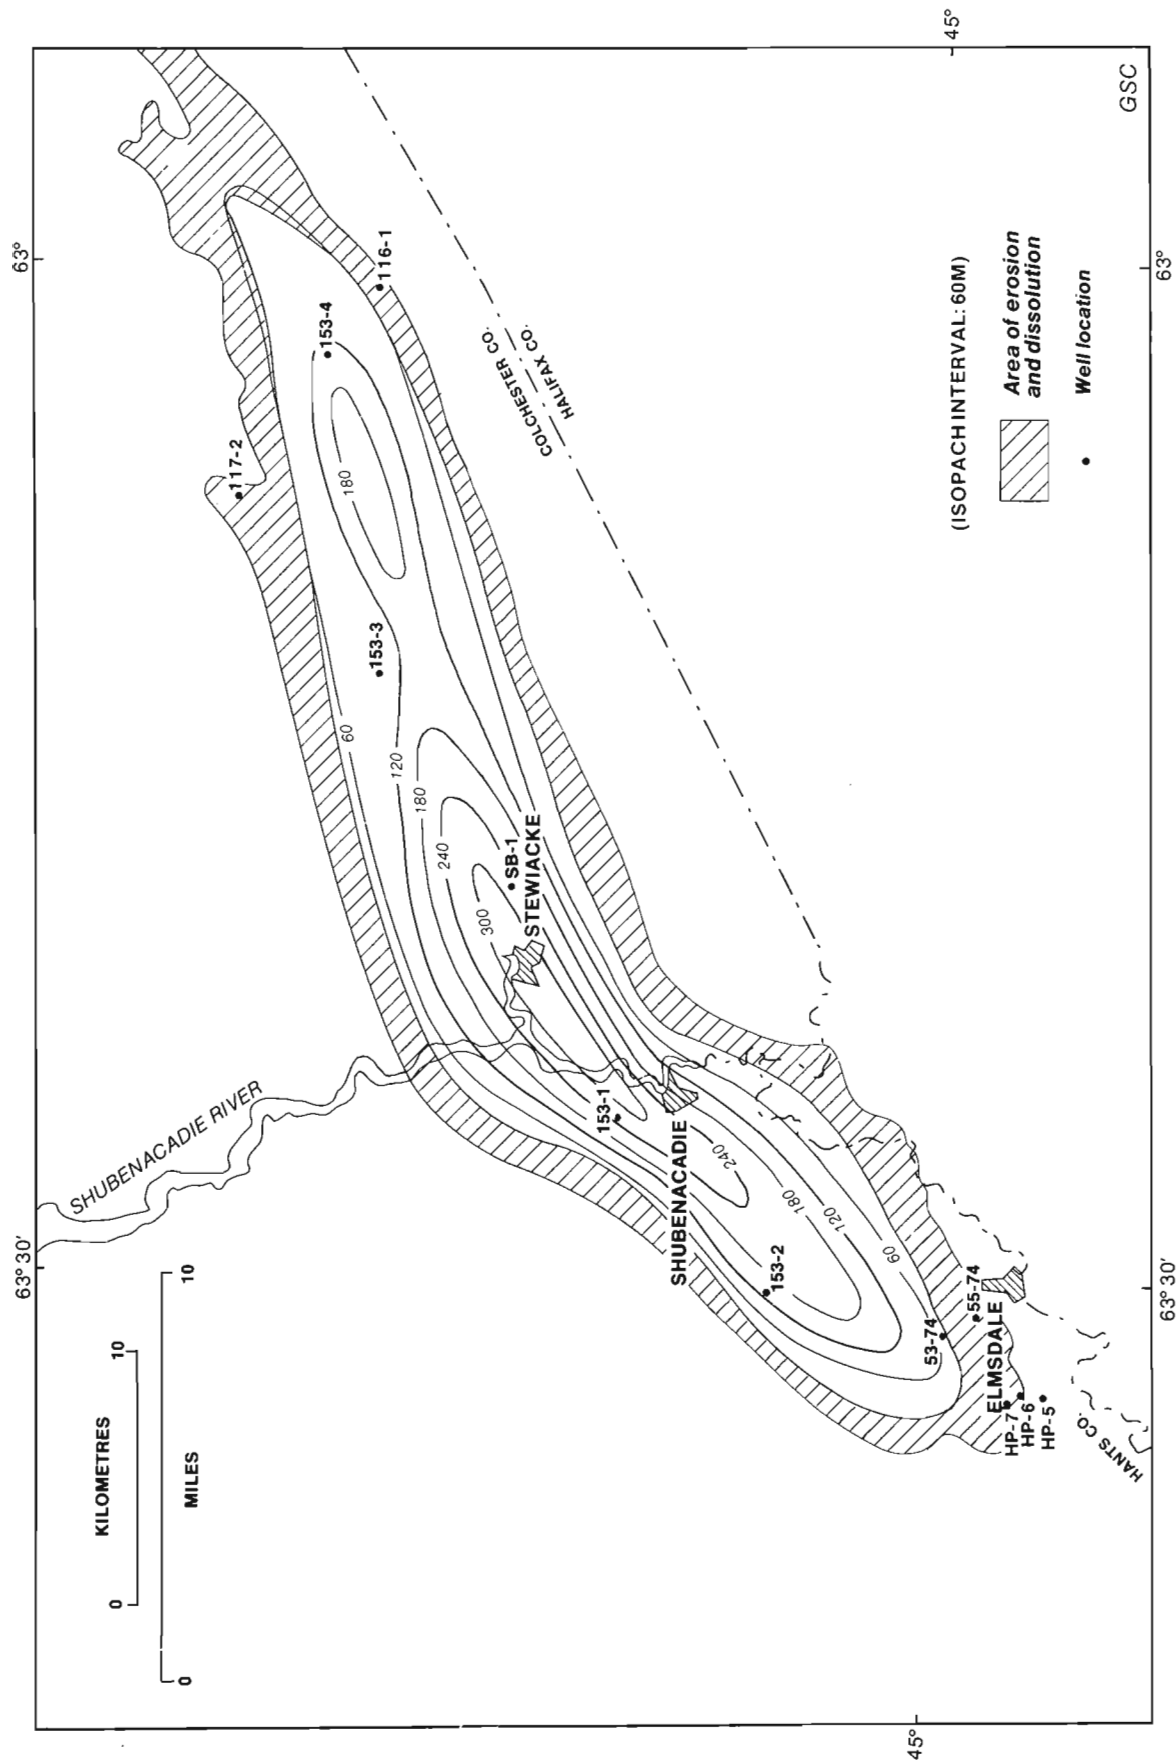 63° 30'
63°
KILOMETRES
0
10
MILES
0
10
SHUBENACADIE RIVER
117-2
153-4
116-1
180
153-3
60
120
180
240
300
SB-1
STEWIACKE
COLCHESTER CO.
HALIFAX CO.
153-1
SHUBENACADIE
240
180
120
60
153-2
53-74
55-74
ELMSDALE
HP-7
HP-6
HP-5
HANTS CO.
(ISOPACH INTERVAL: 60M)
Area of erosion
and dissolution
Well location
45°
45°
GSC
63° 30'
63°